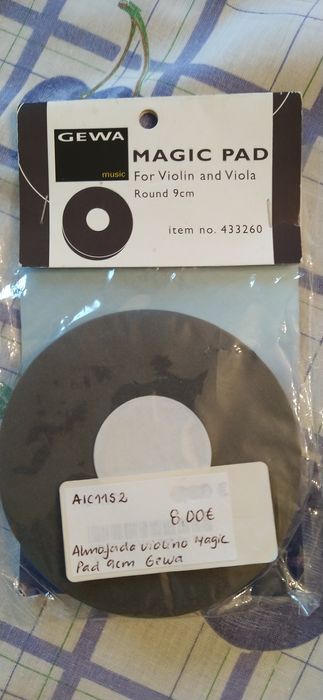 GEWA
music
MAGIC PAD
For Violin and Viola
Round 9cm
item no. 433260
AIC1152
8,00€
Almofada violino Magic
Pad 9cm Gewa